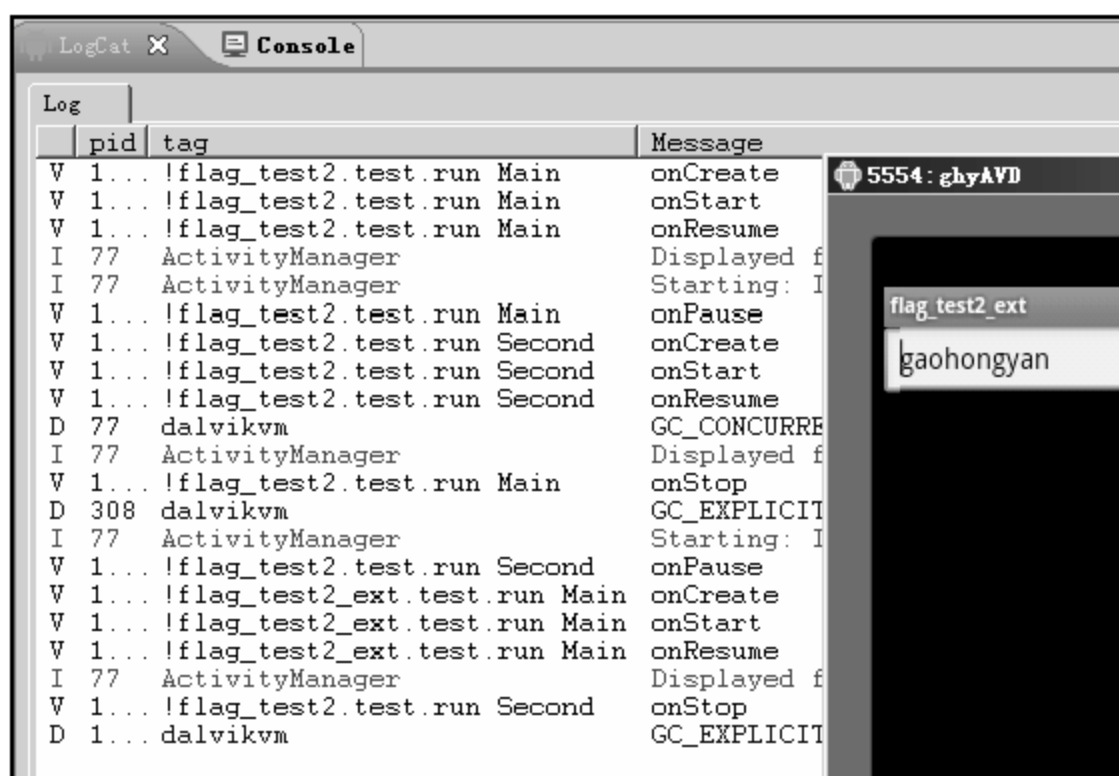 LogCat Console
Log
pid tag Message
V 1... !flag_test2.test.run Main onCreate
V 1... !flag_test2.test.run Main onStart
V 1... !flag_test2.test.run Main onResume
I 77 ActivityManager Displayed f
I 77 ActivityManager Starting: I
V 1... !flag_test2.test.run Main onPause
V 1... !flag_test2.test.run Second onCreate
V 1... !flag_test2.test.run Second onStart
V 1... !flag_test2.test.run Second onResume
D 77 dalvikvm GC_CONCURRE
I 77 ActivityManager Displayed f
V 1... !flag_test2.test.run Main onStop
D 308 dalvikvm GC_EXPLICIT
I 77 ActivityManager Starting: I
V 1... !flag_test2.test.run Second onPause
V 1... !flag_test2_ext.test.run Main onCreate
V 1... !flag_test2_ext.test.run Main onStart
V 1... !flag_test2_ext.test.run Main onResume
I 77 ActivityManager Displayed f
V 1... !flag_test2.test.run Second onStop
D 1... dalvikvm GC_EXPLICIT
5554:ghyAVD
flag_test2_ext
gaohongyan